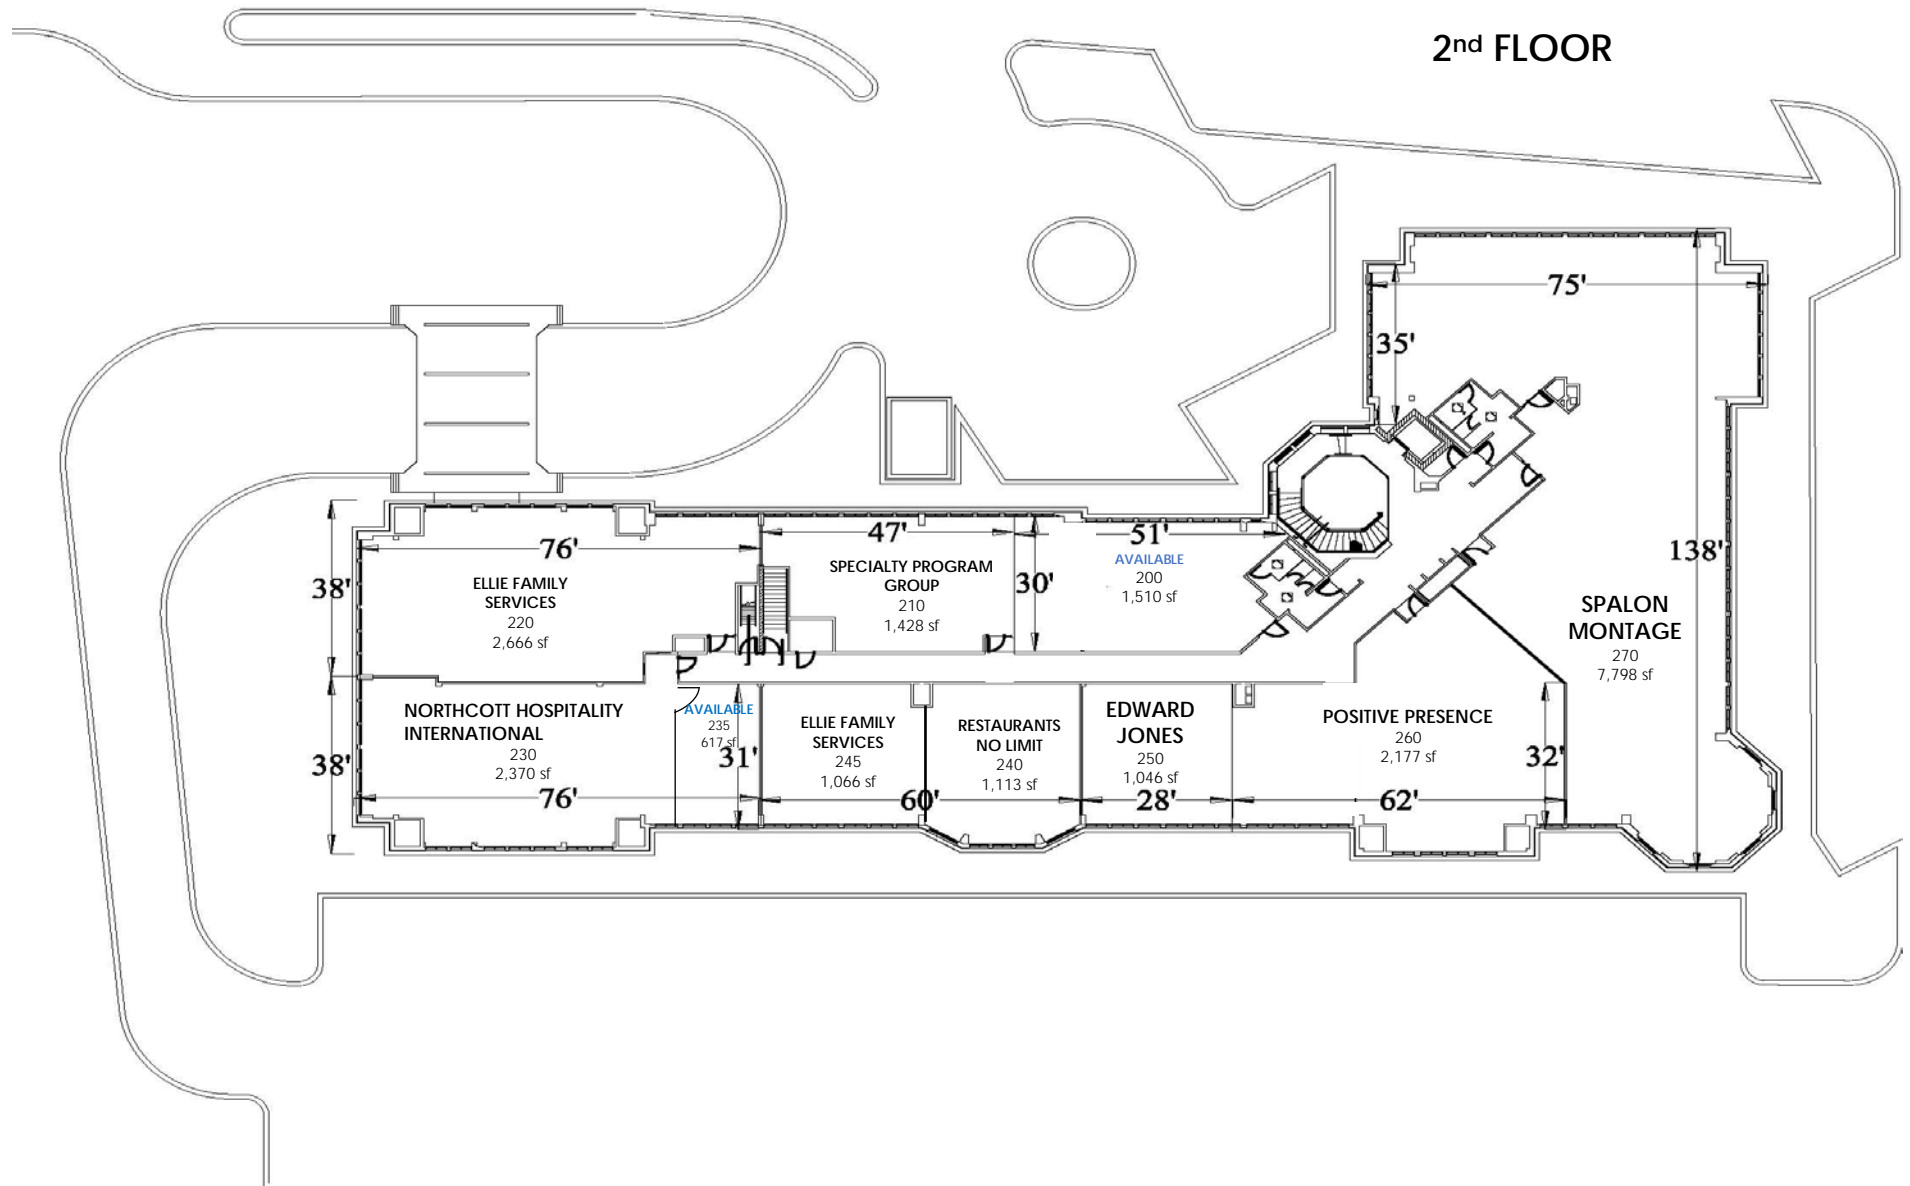 2nd FLOOR
75'
35'
138'
SPALON
MONTAGE
270
7,798 sf
38'
76'
ELLIE FAMILY
SERVICES
220
2,666 sf
47'
SPECIALTY PROGRAM
GROUP
210
1,428 sf
30'
51'
AVAILABLE
200
1,510 sf
38'
NORTHCOTT HOSPITALITY
INTERNATIONAL
230
2,370 sf
76'
AVAILABLE
235
617 sf
31'
ELLIE FAMILY
SERVICES
245
1,066 sf
60'
RESTAURANTS
NO LIMIT
240
1,113 sf
EDWARD
JONES
250
1,046 sf
28'
POSITIVE PRESENCE
260
2,177 sf
62'
32'